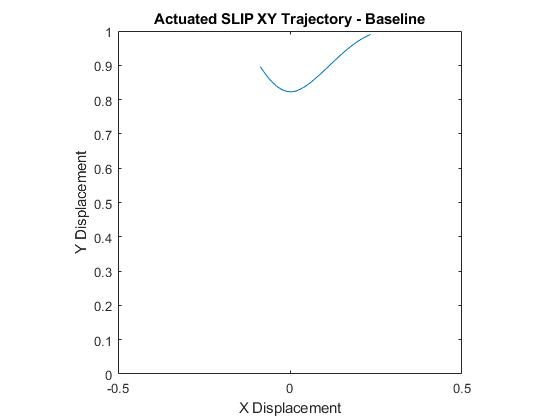 Actuated SLIP XY Trajectory - Baseline
1
0.9
0.8
0.7
0.6
0.5
0.4
0.3
0.2
0.1
0
Y Displacement
-0.5 0 0.5
X Displacement